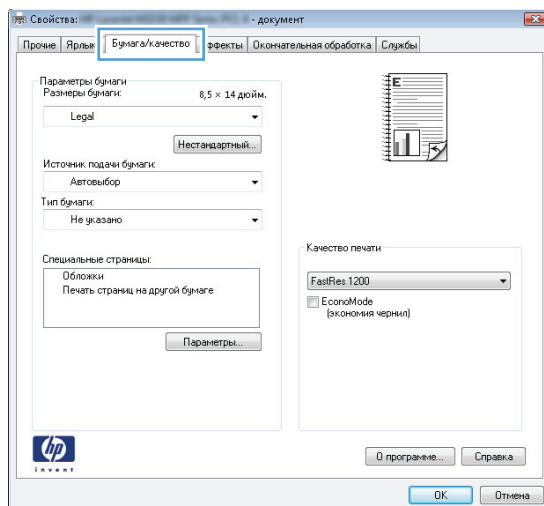 Свойства: - документ
Прочие Ярлык Бумага/качество ффекты Окончательная обработка Службы
Параметры бумаги
Размеры бумаги: 8,5 × 14 дюйм.
Legal
Нестандартный...
Источник подачи бумаги:
Автовыбор
Тип бумаги:
Не указано
Специальные страницы:
Обложки
Печать страниц на другой бумаге
Параметры...
E
Качество печати
FastRes 1200
EconoMode
(экономия чернил)
hp
invent
О программе... Справка
OK Отмена